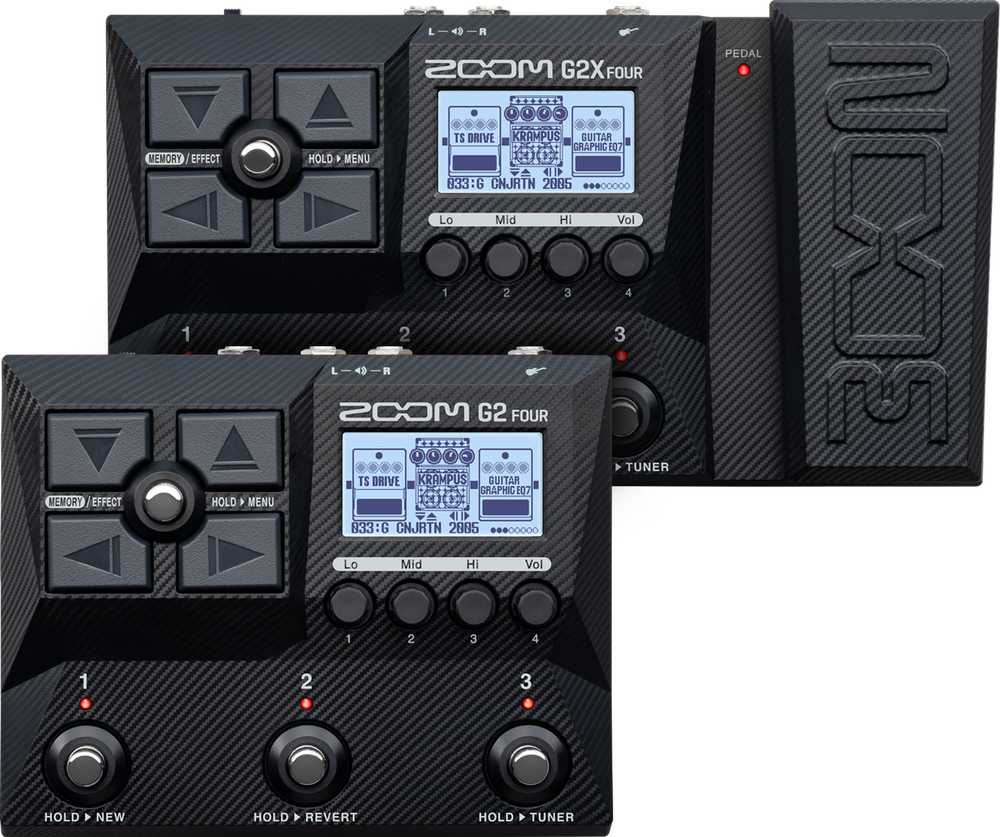 L R
ZOOM G2X FOUR
PEDAL
ZOOM
TS DRIVE
KRAMPUS
GUITAR
GRAPHIC EQ7
033:G CNJRTN 2005
MEMORY / EFFECT
HOLD MENU
Lo Mid Hi Vol
1 2 3 4
1 2 3
TUNER
L R
ZOOM G2 FOUR
TS DRIVE
KRAMPUS
GUITAR
GRAPHIC EQ7
033:G CNJRTN 2005
MEMORY / EFFECT
HOLD MENU
Lo Mid Hi Vol
1 2 3 4
1 2 3
HOLD NEW
HOLD REVERT
HOLD TUNER